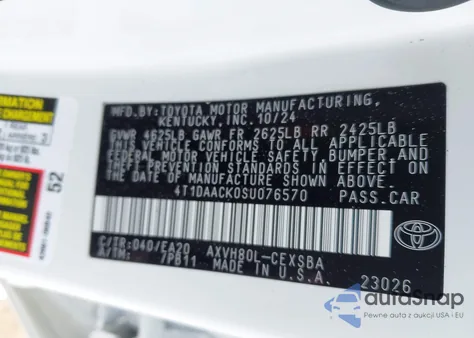 MFD.BY:TOYOTA MOTOR MANUFACTURING,
KENTUCKY,INC.10/24
GVWR 4625LB GAWR FR 2625LB RR 2425LB
THIS VEHICLE CONFORMS TO ALL APPLICABLE
FEDERAL MOTOR VEHICLE SAFETY,BUMPER,AND
THEFT PREVENTION STANDARDS IN EFFECT ON
THE DATE OF MANUFACTURE SHOWN ABOVE.
4T1DAACK0SU076570 PASS.CAR
C/TR:040/EA20 AXVH80L-CEXSBA
A/TM: 7PB11 MADE IN U.S.A.
23026
52
autoSnap
Pewne auta z aukcji USA - EU